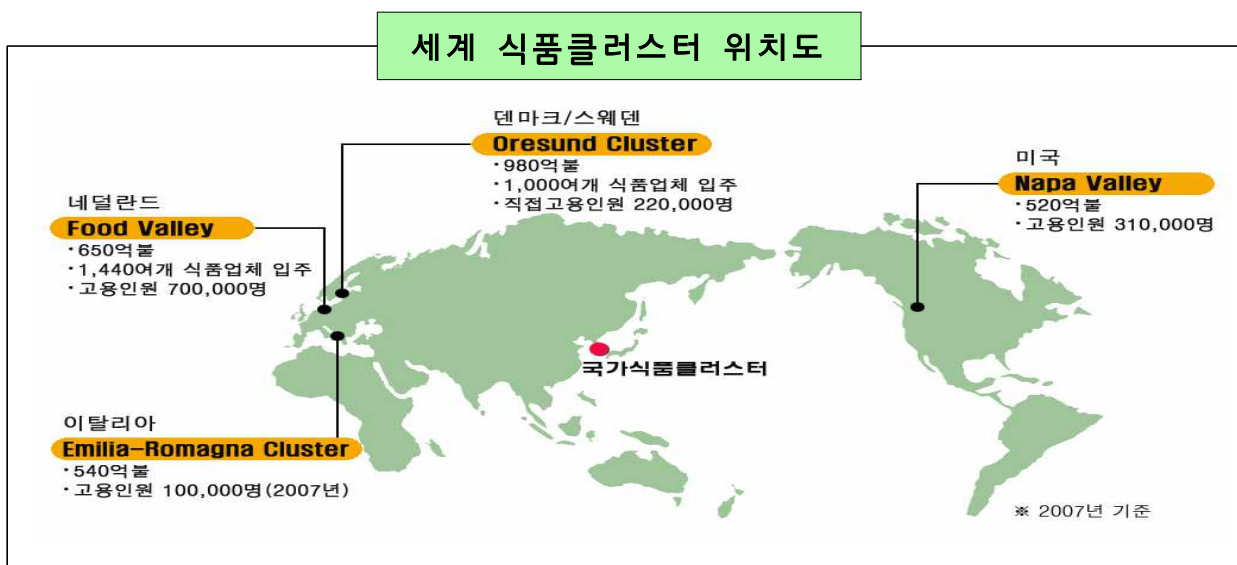 세계 식품클러스터 위치도
덴마크/스웨덴
Oresund Cluster
·980억불
·1,000여개 식품업체 입주
·직접고용인원 220,000명
미국
Napa Valley
·520억불
·고용인원 310,000명
네덜란드
Food Valley
·650억불
·1,440여개 식품업체 입주
·고용인원 700,000명
국가식품클러스터
이탈리아
Emilia-Romagna Cluster
·540억불
·고용인원 100,000명(2007년)
※ 2007년 기준